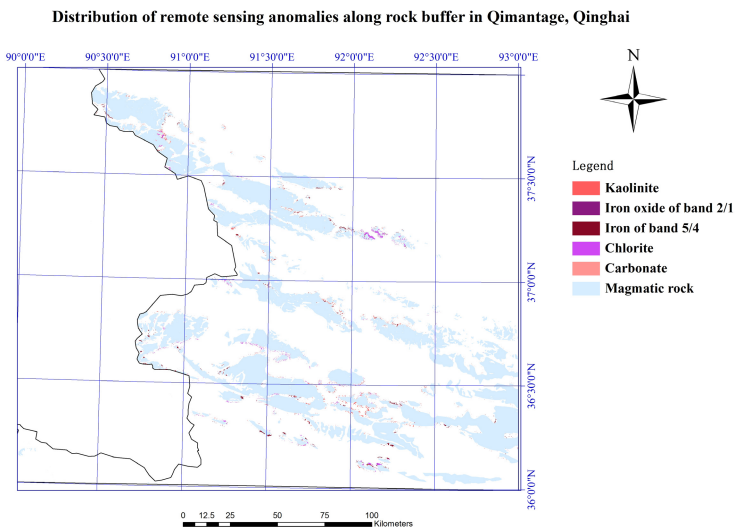 Distribution of remote sensing anomalies along rock buffer in Qimantage, Qinghai
90°0'0"E 90°30'0"E 91°0'0"E 91°30'0"E 92°0'0"E 92°30'0"E 93°0'0"E
N
37°30'0"N
37°0'0"N
36°30'0"N
36°0'0"N
Legend
Kaolinite
Iron oxide of band 2/1
Iron of band 5/4
Chlorite
Carbonate
Magmatic rock
0 12.5 25 50 75 100
Kilometers